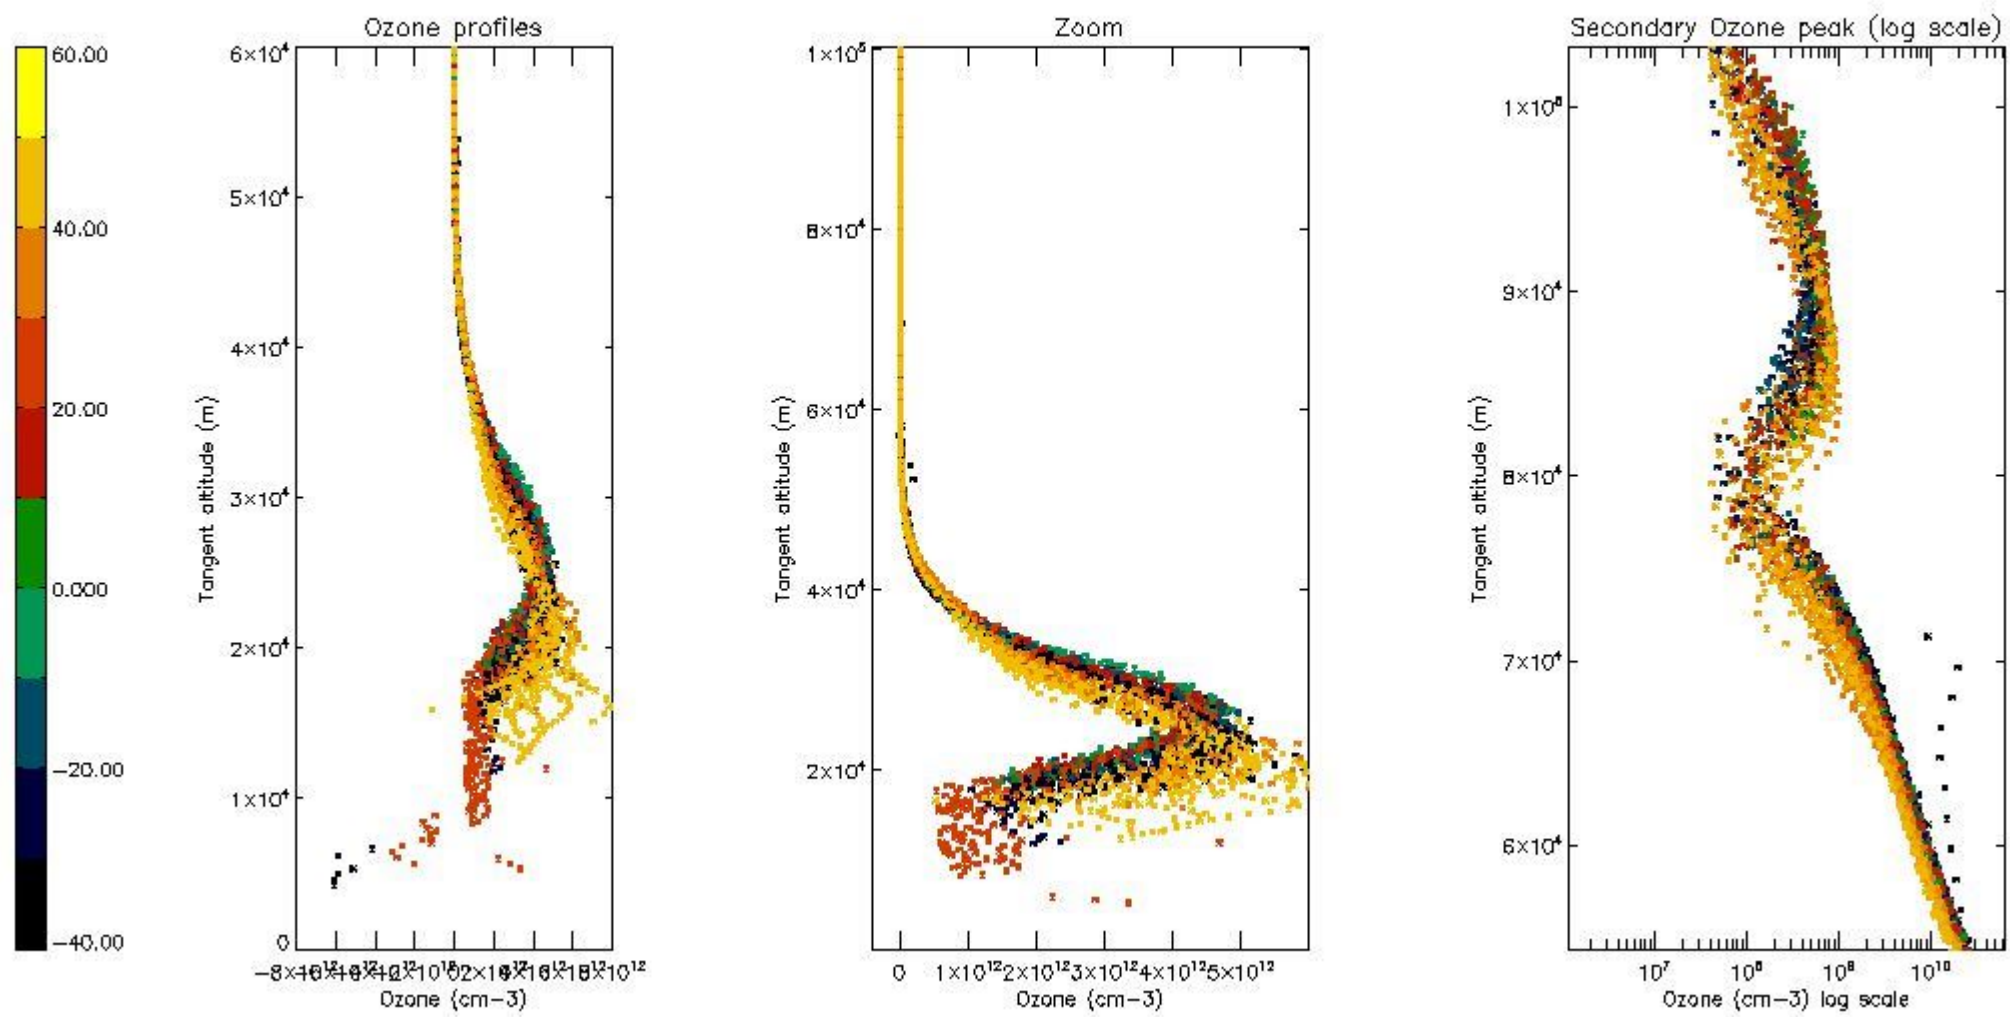 Ozone profiles
Zoom
Secondary Ozone peak (log scale)
60.00
40.00
20.00
0.000
−20.00
−40.00
6×10⁴
5×10⁴
4×10⁴
3×10⁴
2×10⁴
1×10⁴
0
Tangent altitude (m)
Ozone (cm−3)
1×10⁵
8×10⁴
6×10⁴
4×10⁴
2×10⁴
Tangent altitude (m)
0 1×10¹² 2×10¹² 3×10¹² 4×10¹² 5×10¹²
Ozone (cm−3)
9×10⁴
8×10⁴
7×10⁴
6×10⁴
Tangent altitude (m)
10⁷ 10⁸ 10⁹ 10¹⁰
Ozone (cm−3) log scale